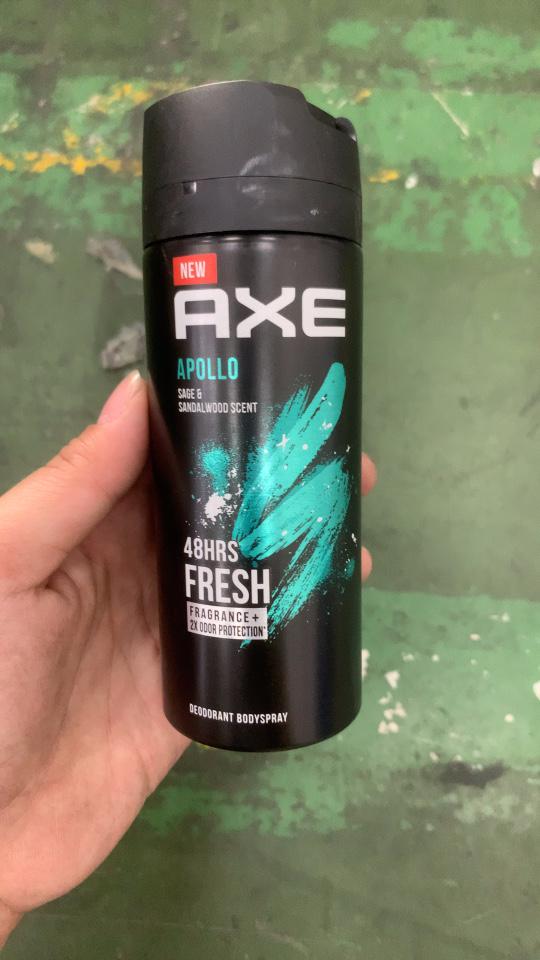 NEW
AXE
APOLLO
SAGE &
SANDALWOOD SCENT
48HRS
FRESH
FRAGRANCE+
2X ODOR PROTECTION*
DEODORANT BODYSPRAY